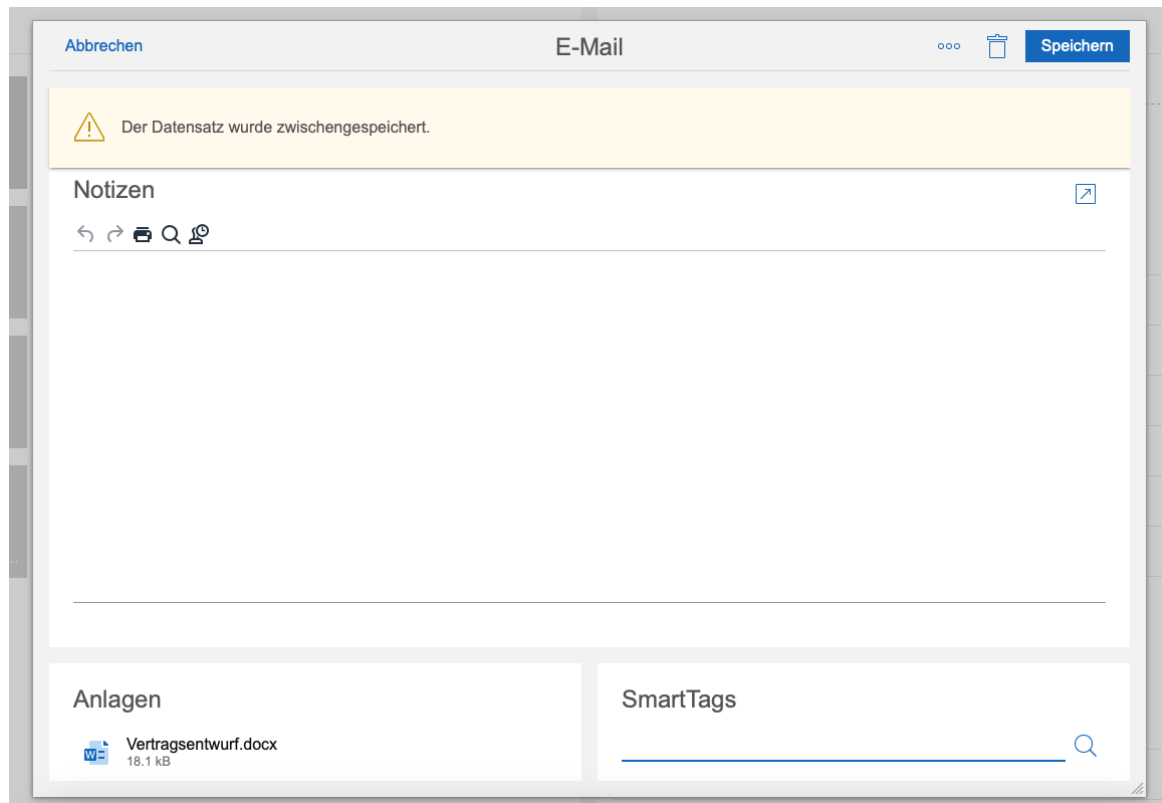 Abbrechen
E-Mail
Speichern
Der Datensatz wurde zwischengespeichert.
Notizen
Anlagen
Vertragsentwurf.docx
18.1 kB
SmartTags